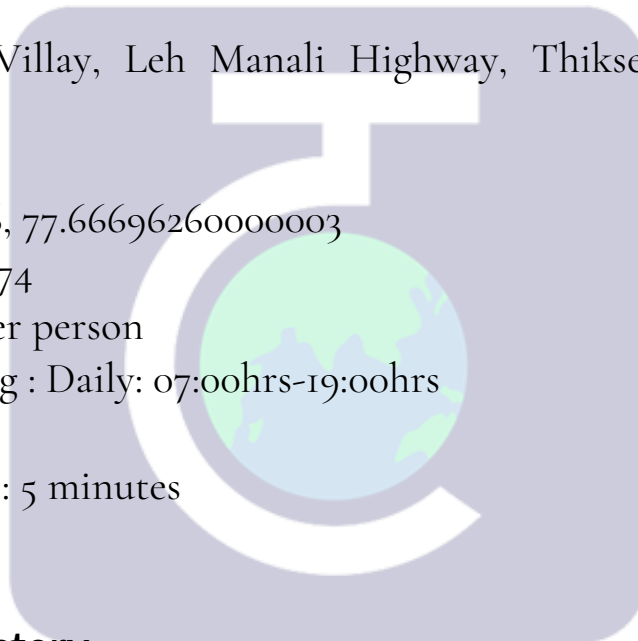 Villay, Leh Manali Highway, Thikse
, 77.66696260000003
74
er person
g : Daily: 07:00hrs-19:00hrs
: 5 minutes